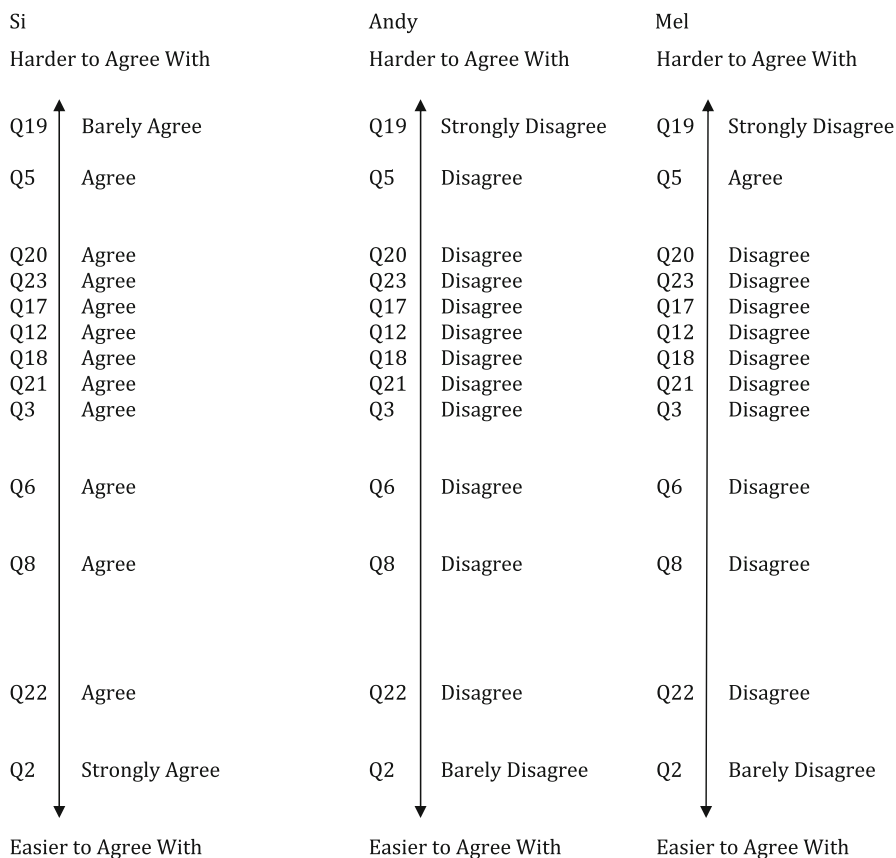 Si Andy Mel
Harder to Agree With Harder to Agree With Harder to Agree With
Q19 Barely Agree Q19 Strongly Disagree Q19 Strongly Disagree
Q5 Agree Q5 Disagree Q5 Agree
Q20 Agree Q20 Disagree Q20 Disagree
Q23 Agree Q23 Disagree Q23 Disagree
Q17 Agree Q17 Disagree Q17 Disagree
Q12 Agree Q12 Disagree Q12 Disagree
Q18 Agree Q18 Disagree Q18 Disagree
Q21 Agree Q21 Disagree Q21 Disagree
Q3 Agree Q3 Disagree Q3 Disagree
Q6 Agree Q6 Disagree Q6 Disagree
Q8 Agree Q8 Disagree Q8 Disagree
Q22 Agree Q22 Disagree Q22 Disagree
Q2 Strongly Agree Q2 Barely Disagree Q2 Barely Disagree
Easier to Agree With Easier to Agree With Easier to Agree With